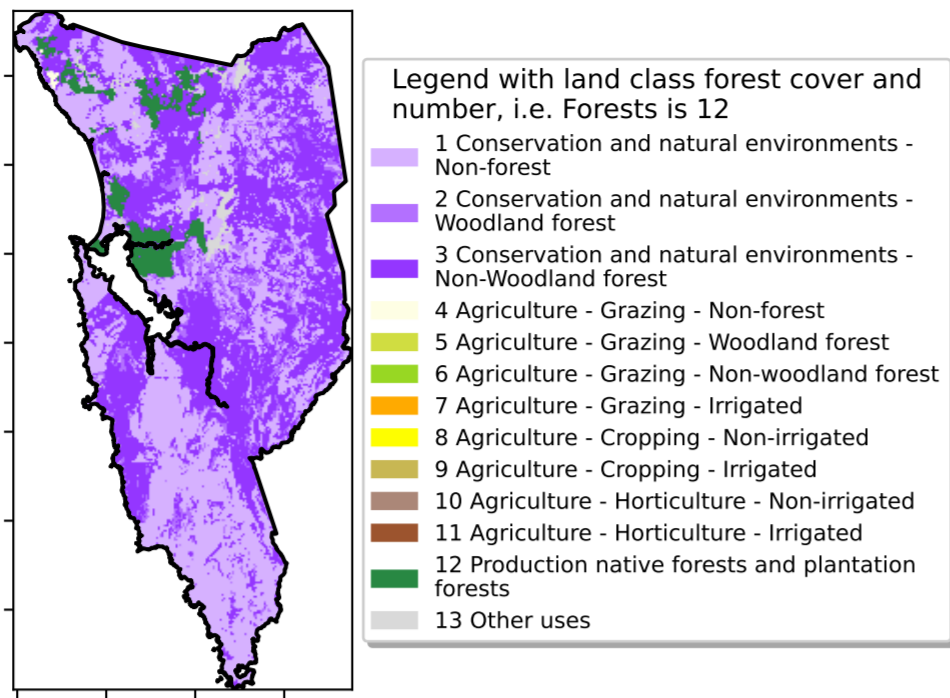 Legend with land class forest cover and
number, i.e. Forests is 12
1 Conservation and natural environments -
Non-forest
2 Conservation and natural environments -
Woodland forest
3 Conservation and natural environments -
Non-Woodland forest
4 Agriculture - Grazing - Non-forest
5 Agriculture - Grazing - Woodland forest
6 Agriculture - Grazing - Non-woodland forest
7 Agriculture - Grazing - Irrigated
8 Agriculture - Cropping - Non-irrigated
9 Agriculture - Cropping - Irrigated
10 Agriculture - Horticulture - Non-irrigated
11 Agriculture - Horticulture - Irrigated
12 Production native forests and plantation
forests
13 Other uses